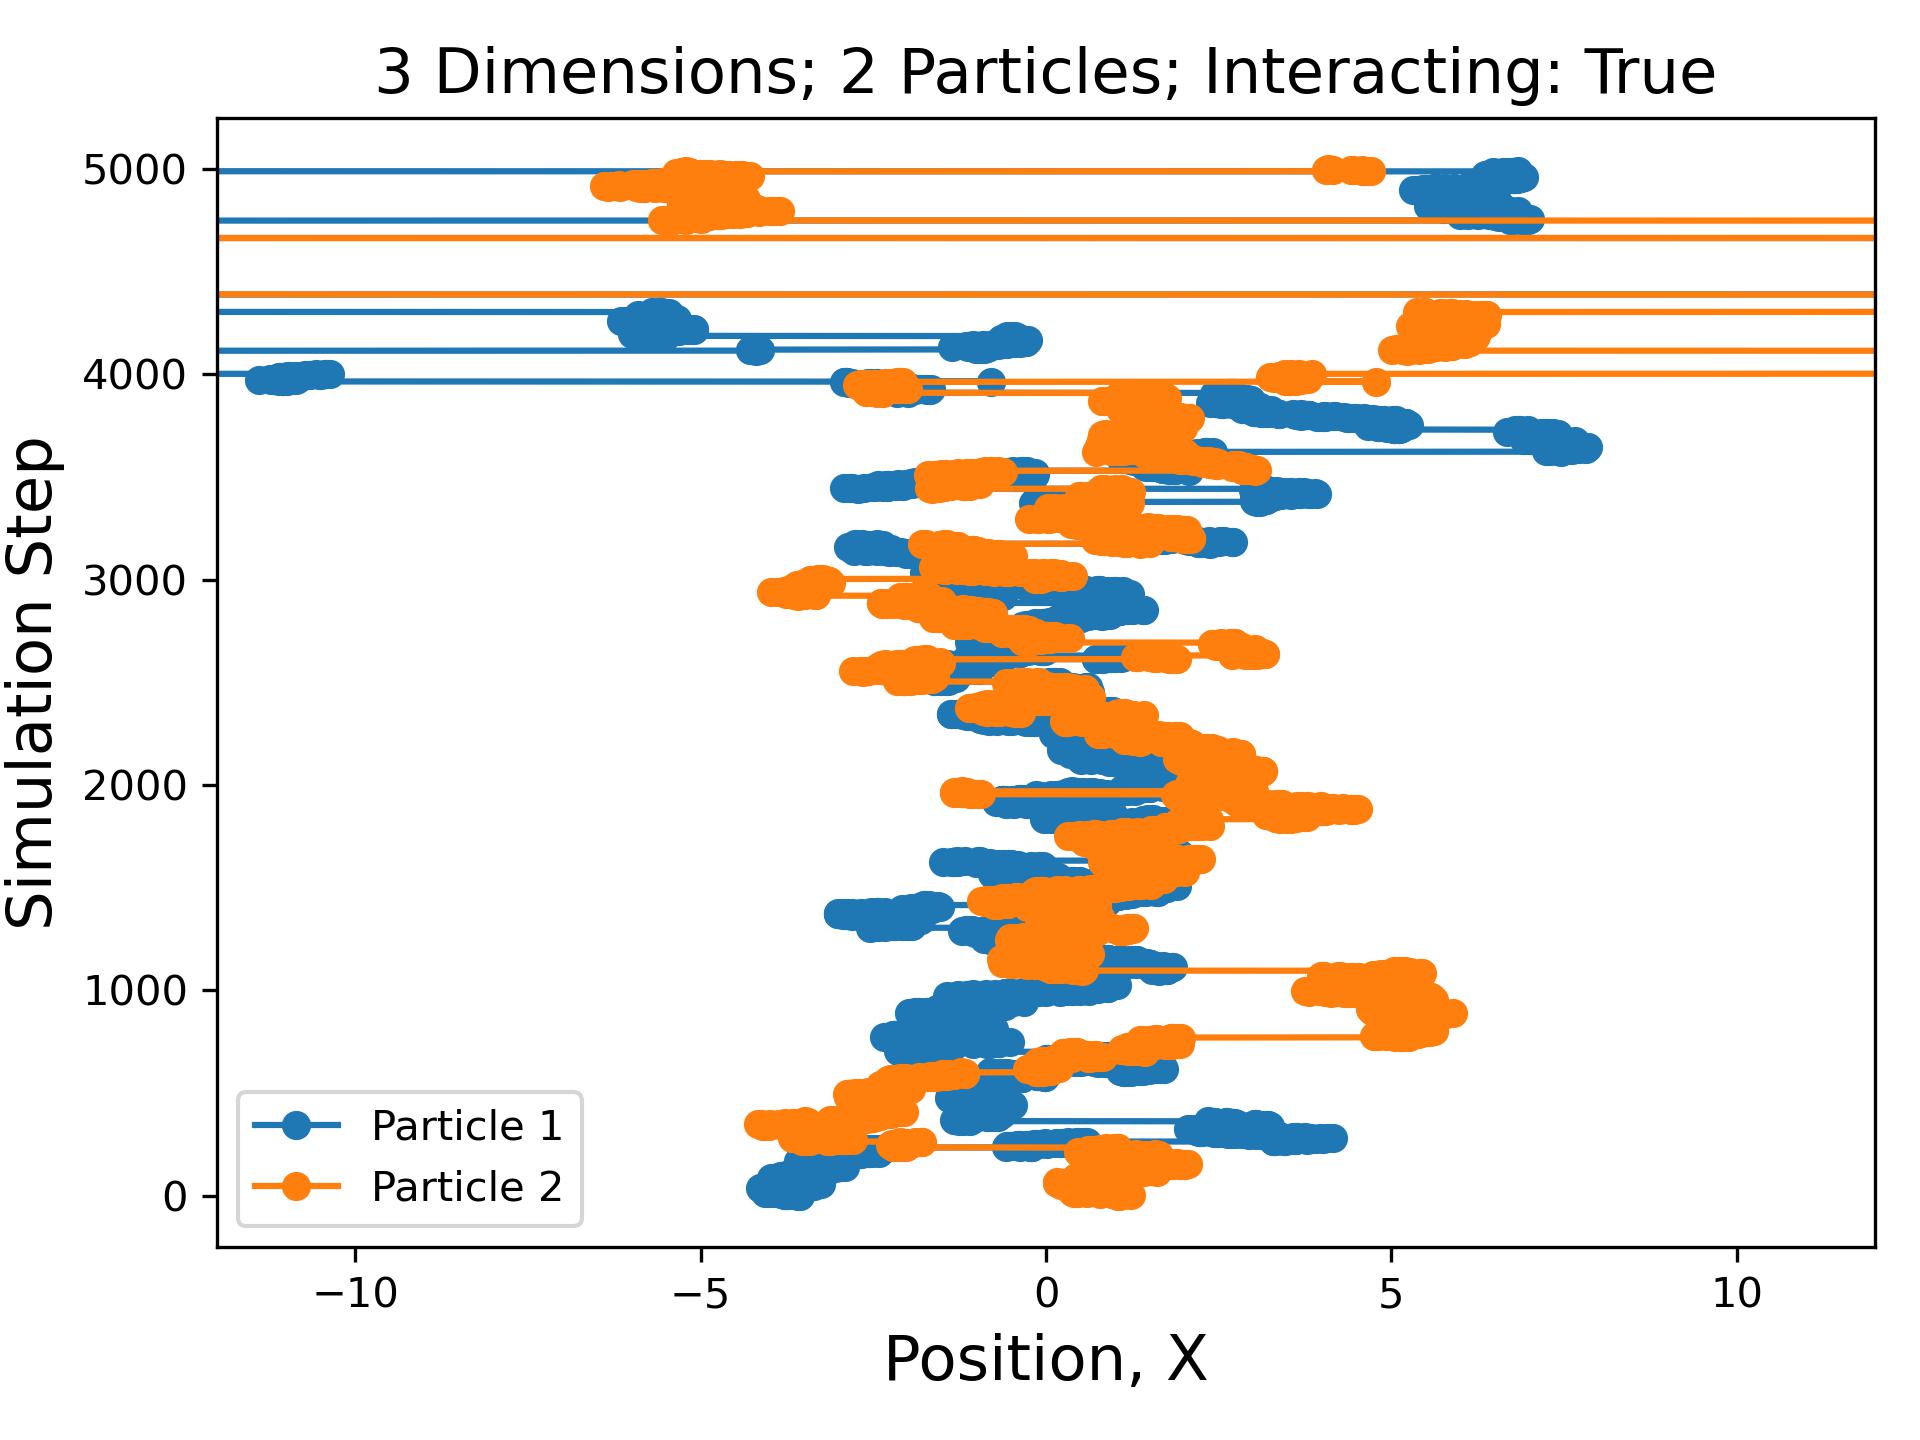 3 Dimensions; 2 Particles; Interacting: True
Simulation Step
5000
4000
3000
2000
1000
0
Particle 1
Particle 2
−10
−5
0
5
10
Position, X